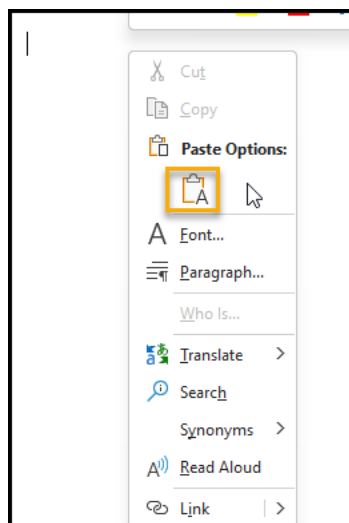 Cut
Copy
Paste Options:
A
Font...
Paragraph...
Who Is...
Translate
Search
Synonyms
Read Aloud
Link